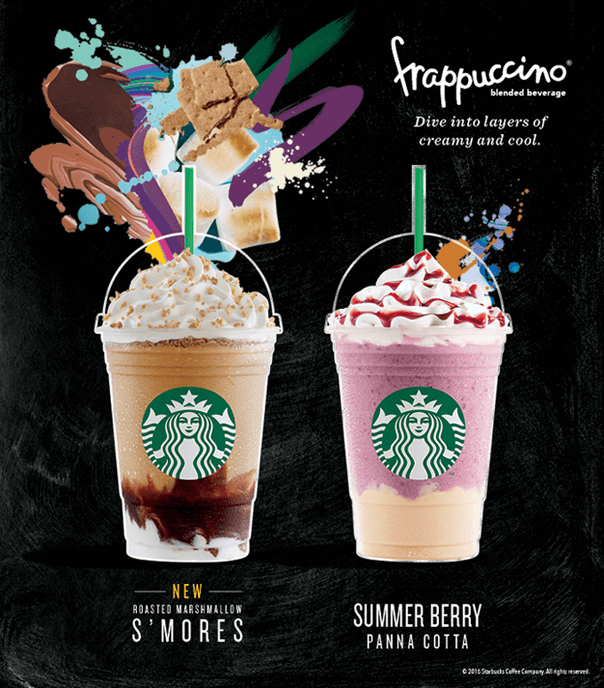 frappuccino®
blended beverage
Dive into layers of
creamy and cool.
NEW
ROASTED MARSHMALLOW
S'MORES
SUMMER BERRY
PANNA COTTA
© 2016 Starbucks Coffee Company. All rights reserved.